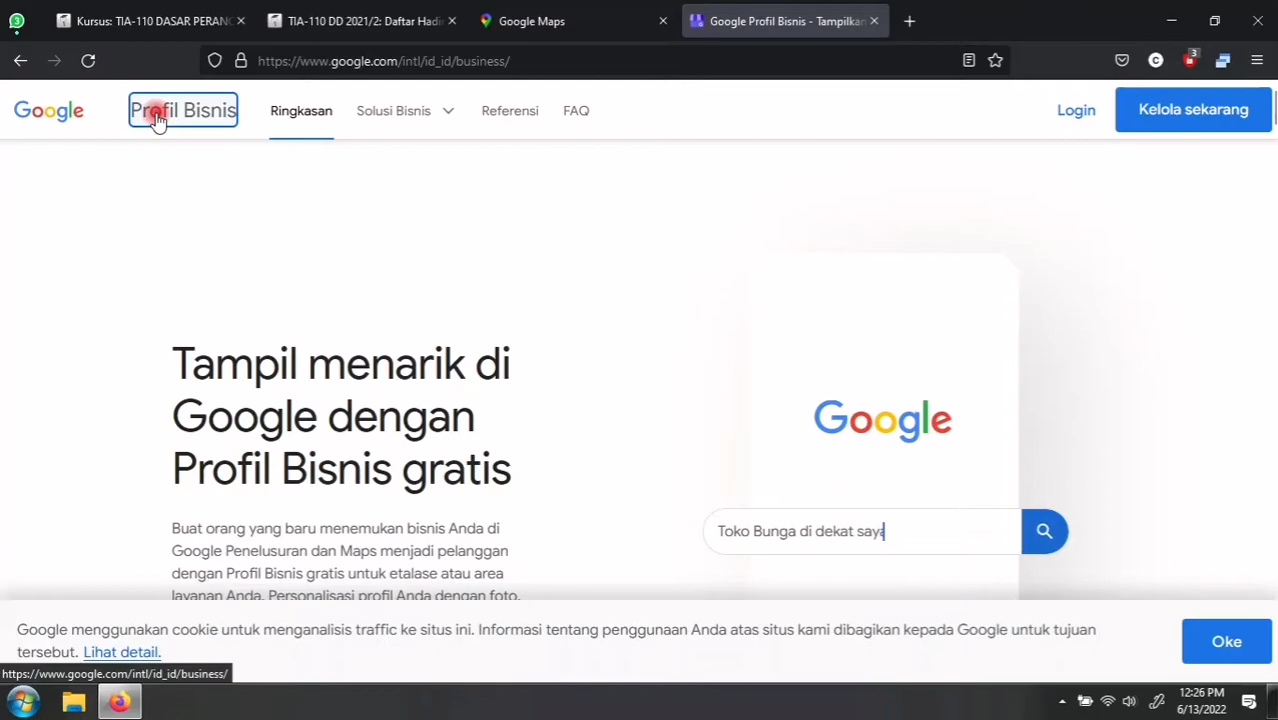 3
TIA-110 DASAR PERANC
TIA-110 DD 2021/2: Daftar Hadi
Google Maps
Google Profil Bisnis - Tampilkan
https://www.google.com/intl/id_id/business/
3
Google
Profil Bisnis
Ringkasan
Solusi Bisnis
Referensi
FAQ
Login
Kelola sekarang
Tampil menarik di
Google dengan
Profil Bisnis gratis
Buat orang yang baru menemukan bisnis Anda di
Google Penelusuran dan Maps menjadi pelanggan
dengan Profil Bisnis gratis untuk etalase atau area
layanan Anda. Personalisasi profil Anda dengan foto,
Google
Toko Bunga di dekat saya
Google menggunakan cookie untuk menganalisis traffic ke situs ini. Informasi tentang penggunaan Anda atas situs kami dibagikan kepada Google untuk tujuan
tersebut. Lihat detail.
Oke
https://www.google.com/intl/id_id/business/
12:26 PM
6/13/2022